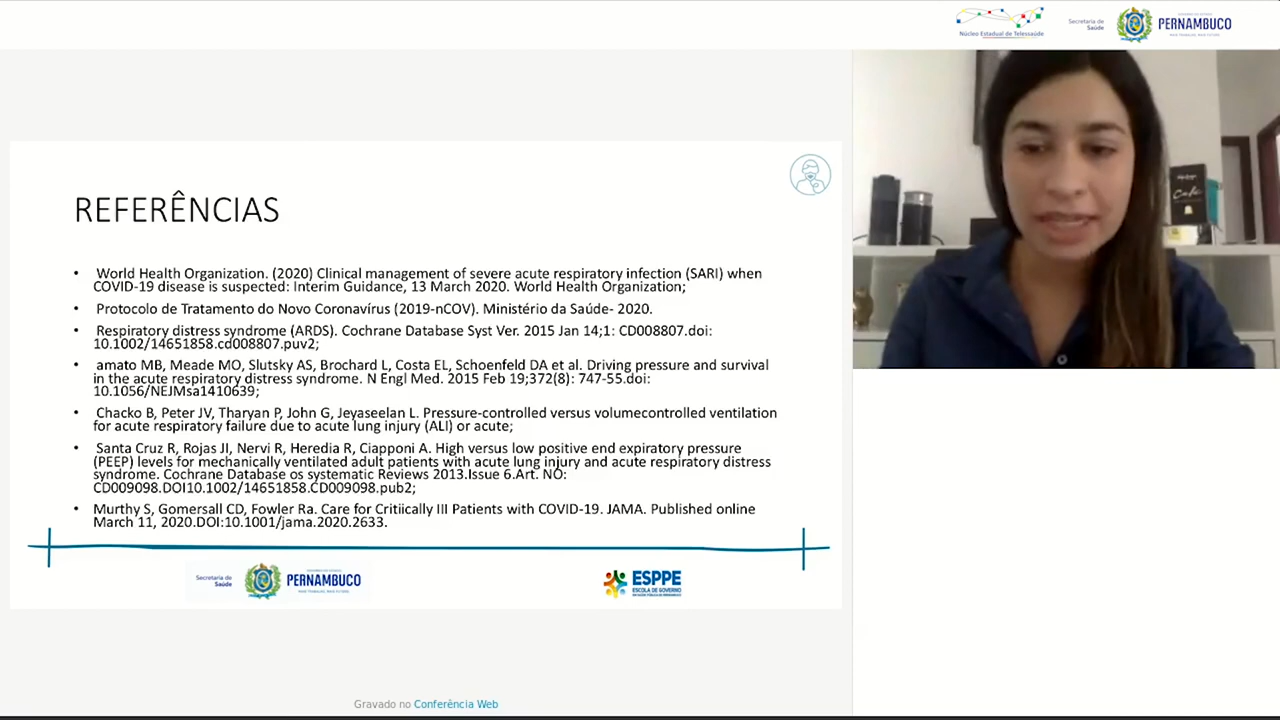 Núcleo Estadual de Telessaúde
Secretaria de
Saúde
PERNAMBUCO
REFERÊNCIAS
• World Health Organization. (2020) Clinical management of severe acute respiratory infection (SARI) when
COVID-19 disease is suspected: Interim Guidance, 13 March 2020. World Health Organization;
• Protocolo de Tratamento do Novo Coronavírus (2019-nCOV). Ministério da Saúde- 2020.
• Respiratory distress syndrome (ARDS). Cochrane Database Syst Ver. 2015 Jan 14;1: CD008807.doi:
10.1002/14651858.cd008807.puv2;
• amato MB, Meade MO, Slutsky AS, Brochard L, Costa EL, Schoenfeld DA et al. Driving pressure and survival
in the acute respiratory distress syndrome. N Engl Med. 2015 Feb 19;372(8): 747-55.doi:
10.1056/NEJMsa1410639;
• Chacko B, Peter JV, Tharyan P, John G, Jeyaseelan L. Pressure-controlled versus volumecontrolled ventilation
for acute respiratory failure due to acute lung injury (ALI) or acute;
• Santa Cruz R, Rojas JI, Nervi R, Heredia R, Ciapponi A. High versus low positive end expiratory pressure
(PEEP) levels for mechanically ventilated adult patients with acute lung injury and acute respiratory distress
syndrome. Cochrane Database os systematic Reviews 2013.Issue 6.Art. NO:
CD009098.DOI10.1002/14651858.CD009098.pub2;
• Murthy S, Gomersall CD, Fowler Ra. Care for Critiically III Patients with COVID-19. JAMA. Published online
March 11, 2020.DOI:10.1001/jama.2020.2633.
Secretaria de
Saúde
PERNAMBUCO
ESPPE
ESCOLA DE GOVERNO
Café
Gravado no Conferência Web